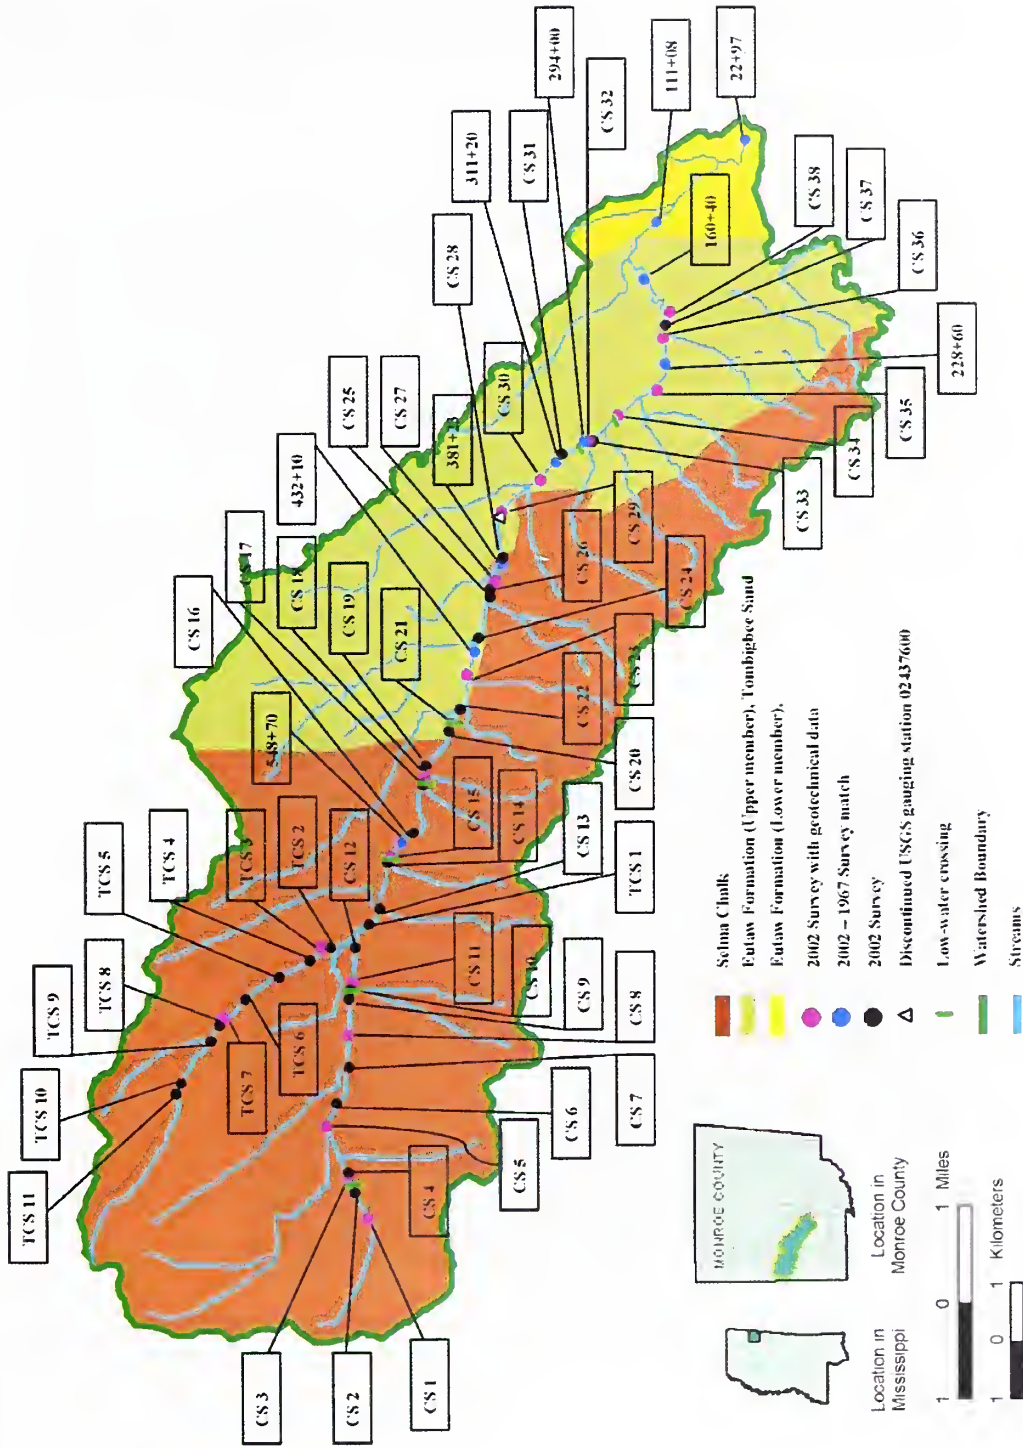 TCS 11
TCS 10
TCS 9
TCS 8
TCS 5
TCS 4
TCS 3
TCS 2
CS 12
548+70
CS 16
CS 17
CS 18
CS 19
CS 21
432+10
CS 25
CS 27
381+23
CS 28
CS 30
311+20
CS 31
294+00
CS 32
111+08
22+97
160+40
CS 38
CS 37
CS 36
228+60
CS 35
CS 34
CS 33
CS 29
CS 26
CS 24
CS 23
CS 22
CS 20
CS 15
CS 14
CS 13
TCS 1
CS 11
CS 10
CS 9
CS 8
TCS 6
TCS 7
CS 7
CS 6
CS 5
CS 4
CS 3
CS 2
CS 1
Selma Chalk
Eutaw Formation (Upper member), Tombigbee Sand
Eutaw Formation (Lower member),
2002 Survey with geotechnical data
2002 – 1967 Survey match
2002 Survey
Discontinued USGS gauging station 02437600
Low-water crossing
Watershed Boundary
Streams
MONROE COUNTY
Location in
Mississippi
Location in
Monroe County
1 0 1 Miles
1 0 1 Kilometers